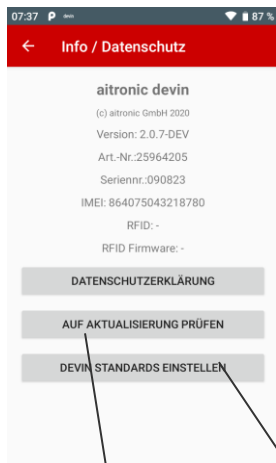 07:37 P devin 87 %
← Info / Datenschutz
aitronic devin
(c) aitronic GmbH 2020
Version: 2.0.7-DEV
Art.-Nr.:25964205
Seriennr.:090823
IMEI: 864075043218780
RFID: -
RFID Firmware: -
DATENSCHUTZERKLÄRUNG
AUF AKTUALISIERUNG PRÜFEN
DEVIN STANDARDS EINSTELLEN